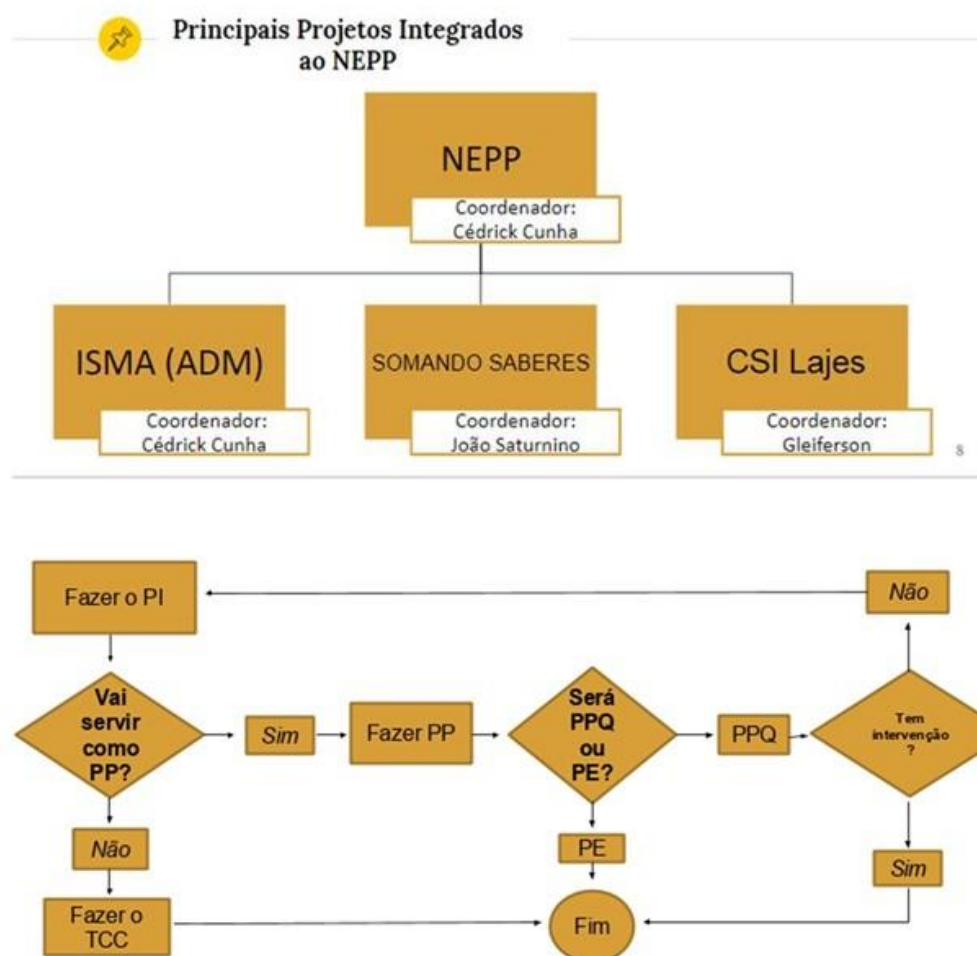 Principais Projetos Integrados
ao NEPP
NEPP
Coordenador:
Cédrick Cunha
ISMA (ADM)
Coordenador:
Cédrick Cunha
SOMANDO SABERES
Coordenador:
João Saturnino
CSI Lajes
Coordenador:
Gleiferson
8
Fazer o PI
Não
Vai
servir
como
PP?
Sim
Fazer PP
Será
PPQ
ou
PE?
PPQ
Tem
intervenção
?
Não
PE
Sim
Fazer o
TCC
Fim